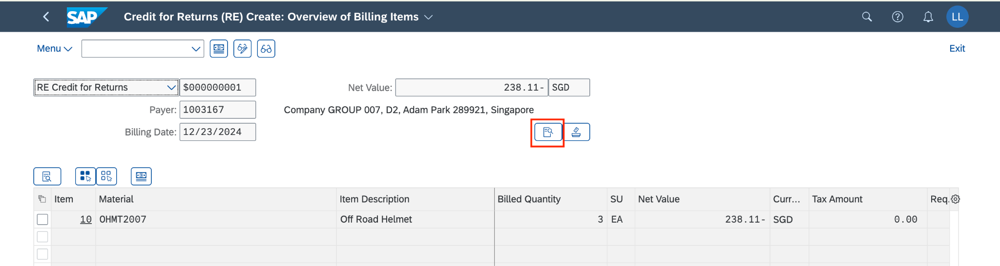 SAP Credit for Returns (RE) Create: Overview of Billing Items LL
Menu Exit
RE Credit for Returns $000000001 Net Value: 238.11- SGD
Payer: 1003167 Company GROUP 007, D2, Adam Park 289921, Singapore
Billing Date: 12/23/2024
Item Material Item Description Billed Quantity SU Net Value Curr... Tax Amount Req.
10 OHMT2007 Off Road Helmet 3 EA 238.11- SGD 0.00